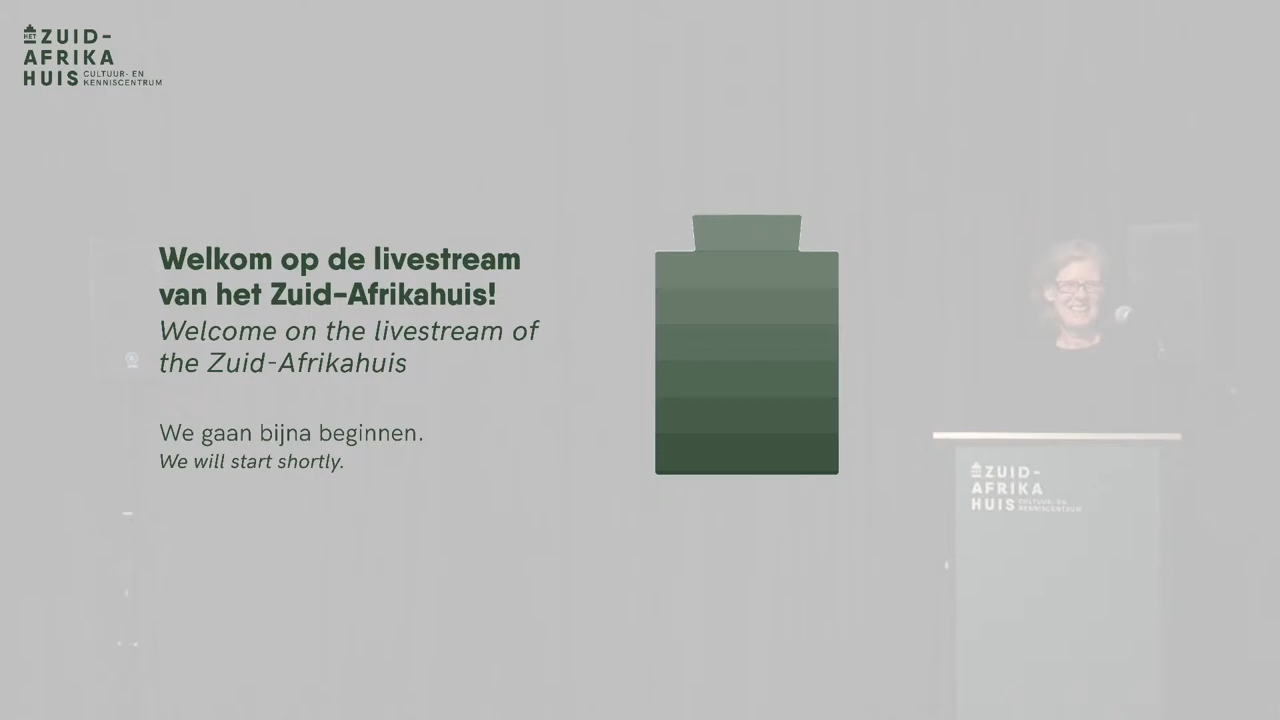 HET ZUID-
AFRIKA
HUIS CULTUUR- EN
KENNISCENTRUM
Welkom op de livestream
van het Zuid-Afrikahuis!
Welcome on the livestream of
the Zuid-Afrikahuis
We gaan bijna beginnen.
We will start shortly.
ZUID-
AFRIKA
HUIS CULTUUR- EN
KENNISCENTRUM